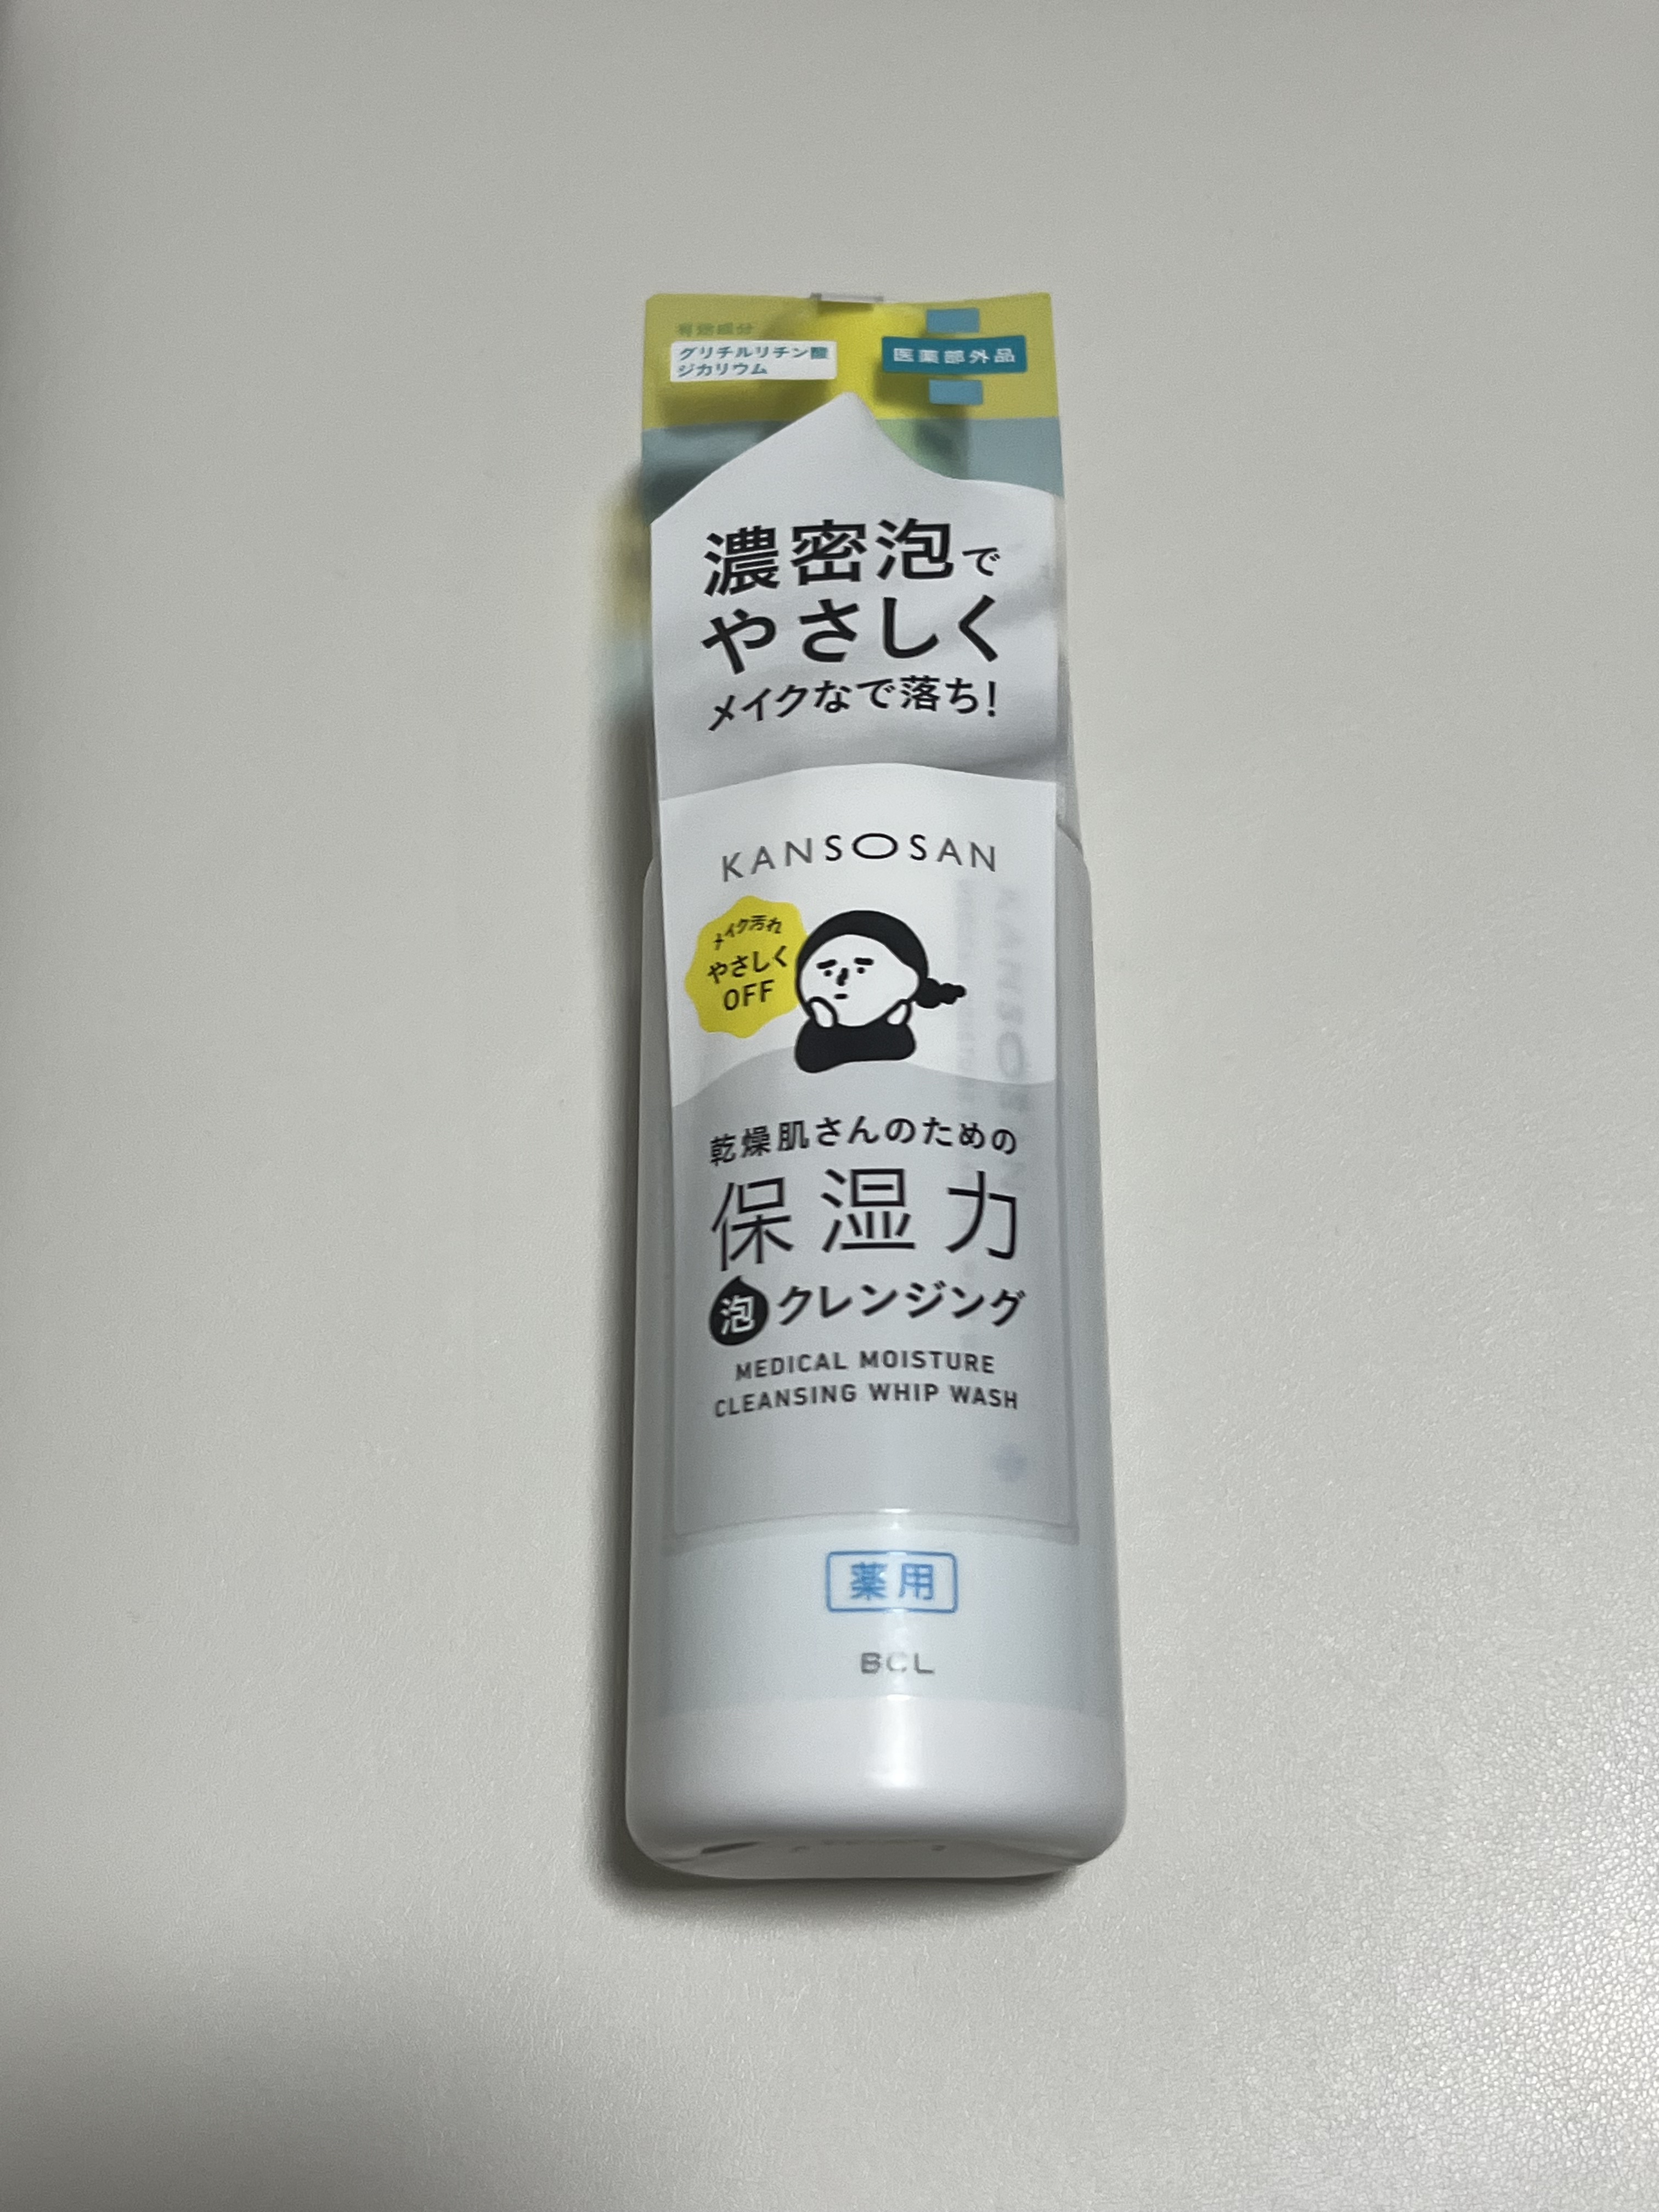 有効成分
グリチルリチン酸
ジカリウム
医薬部外品
濃密泡で
やさしく
メイクなで落ち!
KANSOSAN
メイク汚れ
やさしく
OFF
乾燥肌さんのための
保湿力
泡クレンジング
MEDICAL MOISTURE
CLEANSING WHIP WASH
薬用
BCL